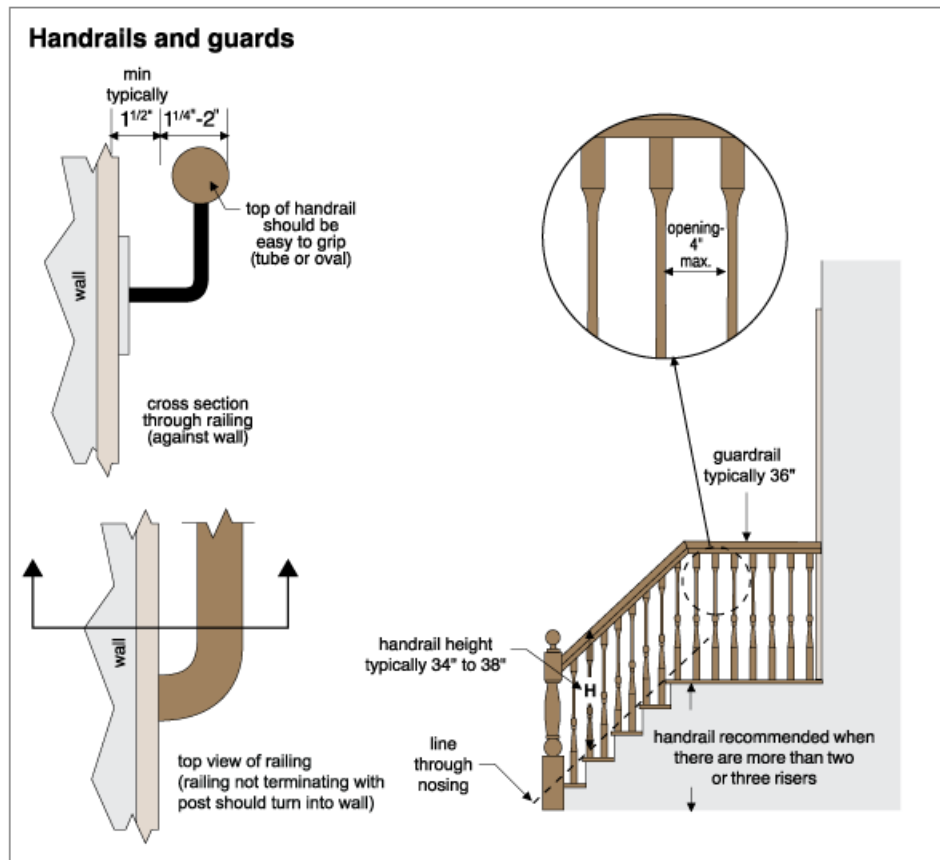 Handrails and guards
min
typically
1 1/2" 1 1/4"-2"
top of handrail
should be
easy to grip
(tube or oval)
wall
cross section
through railing
(against wall)
opening-
4"
max.
guardrail
typically 36"
handrail height
typically 34" to 38"
H
wall
line
through
nosing
handrail recommended when
there are more than two
or three risers
top view of railing
(railing not terminating with
post should turn into wall)